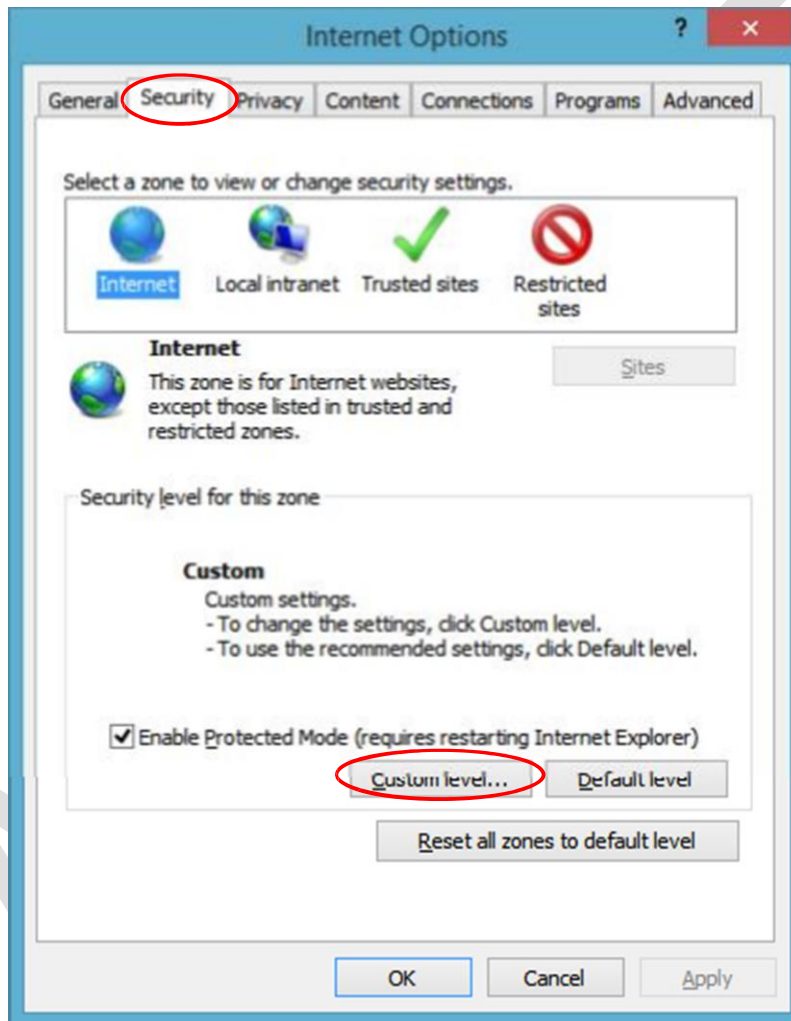 Internet Options
?
General Security Privacy Content Connections Programs Advanced
Select a zone to view or change security settings.
Internet Local intranet Trusted sites Restricted
sites
Internet
Sites
This zone is for Internet websites,
except those listed in trusted and
restricted zones.
Security level for this zone
Custom
Custom settings.
- To change the settings, click Custom level.
- To use the recommended settings, click Default level.
Enable Protected Mode (requires restarting Internet Explorer)
Custom level... Default level
Reset all zones to default level
OK Cancel Apply